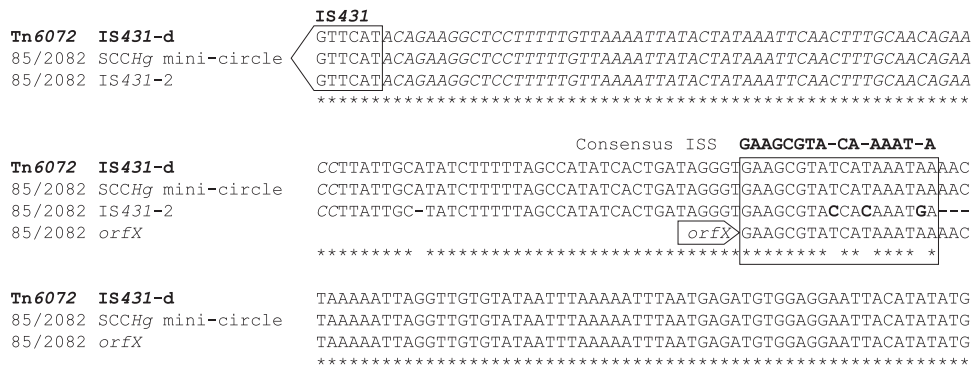 IS431
Tn6072 IS431-d GTTCATACAGAAGGCTCCTTTTTGTTAAAATTATACTATAAATTCAACTTTGCAACAGAA
85/2082 SCCHg mini-circle GTTCATACAGAAGGCTCCTTTTTGTTAAAATTATACTATAAATTCAACTTTGCAACAGAA
85/2082 IS431-2 GTTCATACAGAAGGCTCCTTTTTGTTAAAATTATACTATAAATTCAACTTTGCAACAGAA
************************************************************
Consensus ISS GAAGCGTA-CA-AAAT-A
Tn6072 IS431-d CCTTATTGCATATCTTTTTAGCCATATCACTGATAGGGTGAAGCGTATCATAAATAAAAC
85/2082 SCCHg mini-circle CCTTATTGCATATCTTTTTAGCCATATCACTGATAGGGTGAAGCGTATCATAAATAAAAC
85/2082 IS431-2 CCTTATTGC-TATCTTTTTAGCCATATCACTGATAGGGTGAAGCGTACCACAAATGA---
85/2082 orfX orfX GAAGCGTATCATAAATAAAAC
********* ************************************* ** **** *
Tn6072 IS431-d TAAAAATTAGGTTGTGTATAATTTAAAAATTTAATGAGATGTGGAGGAATTACATATATG
85/2082 SCCHg mini-circle TAAAAATTAGGTTGTGTATAATTTAAAAATTTAATGAGATGTGGAGGAATTACATATATG
85/2082 orfX TAAAAATTAGGTTGTGTATAATTTAAAAATTTAATGAGATGTGGAGGAATTACATATATG
************************************************************